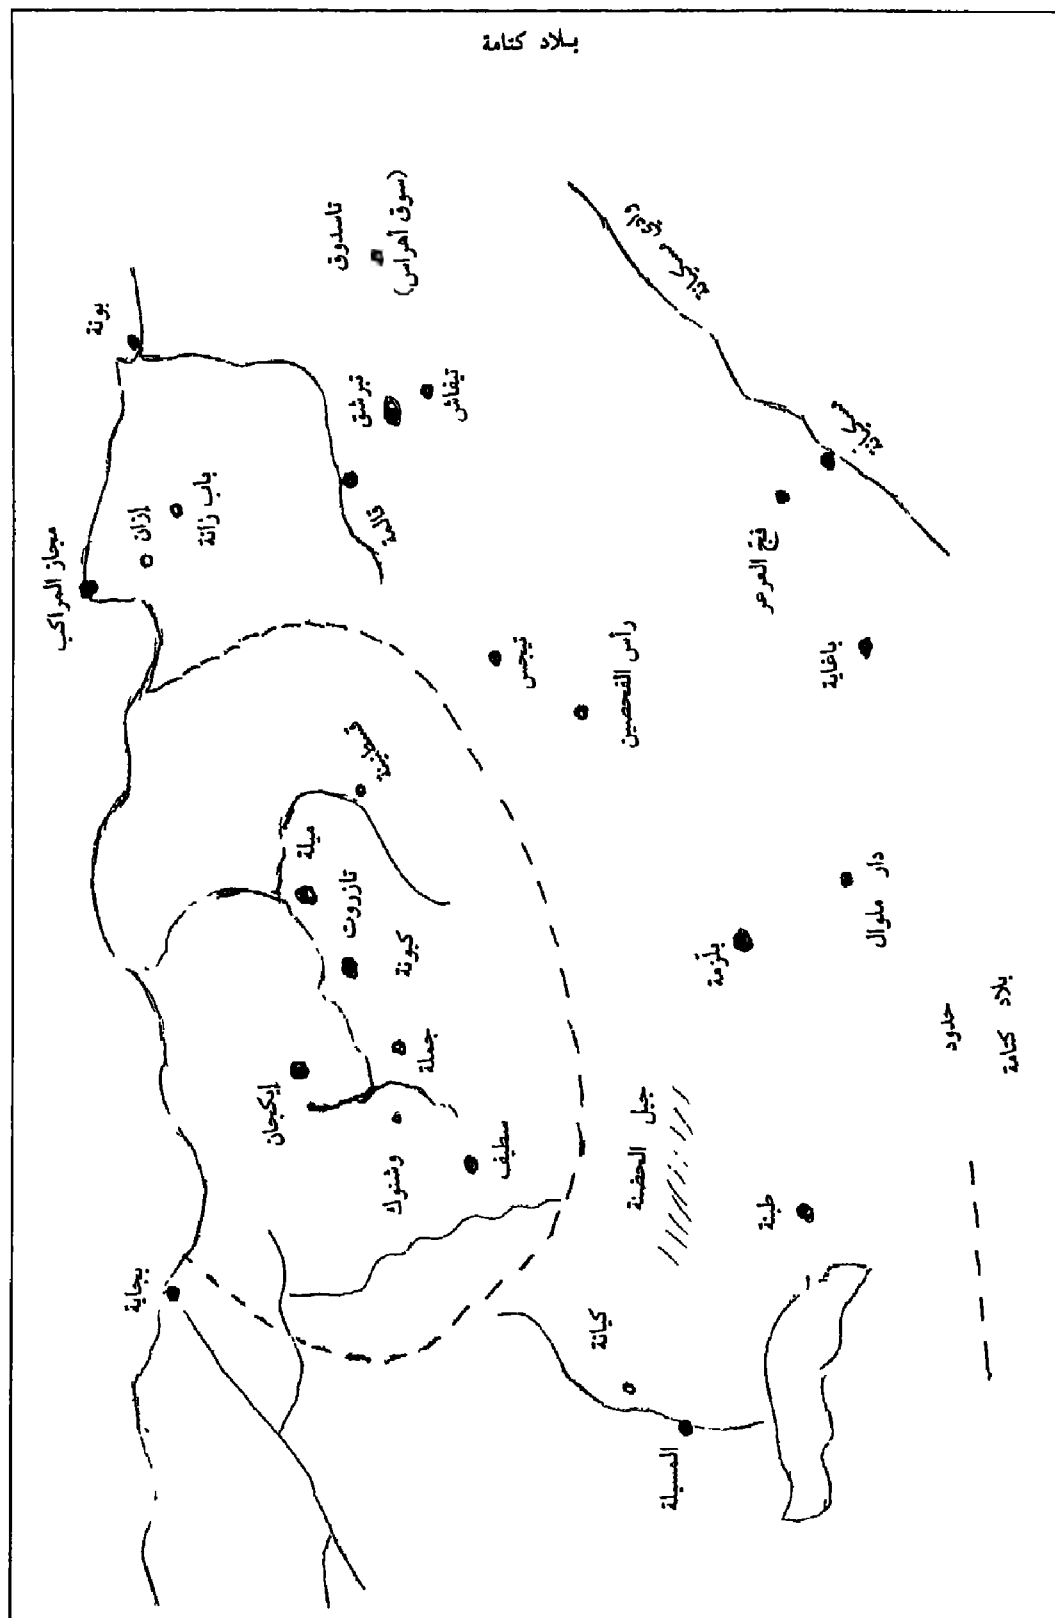 بلاد كتامة
تاسدوق
(سوق أهراس)
بونة
تبرشق
تيفاش
قالمة
باب زانة
إزان
مجاز المراكب
فج العرعر
باغاية
تيجس
رأس الفحصين
قسنطينة
ميلة
تازروت
كبونة
جملة
إيكجان
وشنوك
سطيف
بجاية
دار ملوال
بلزمة
جبل الحضنة
طبنة
كيانة
المسيلة
حدود
بلاد كتامة